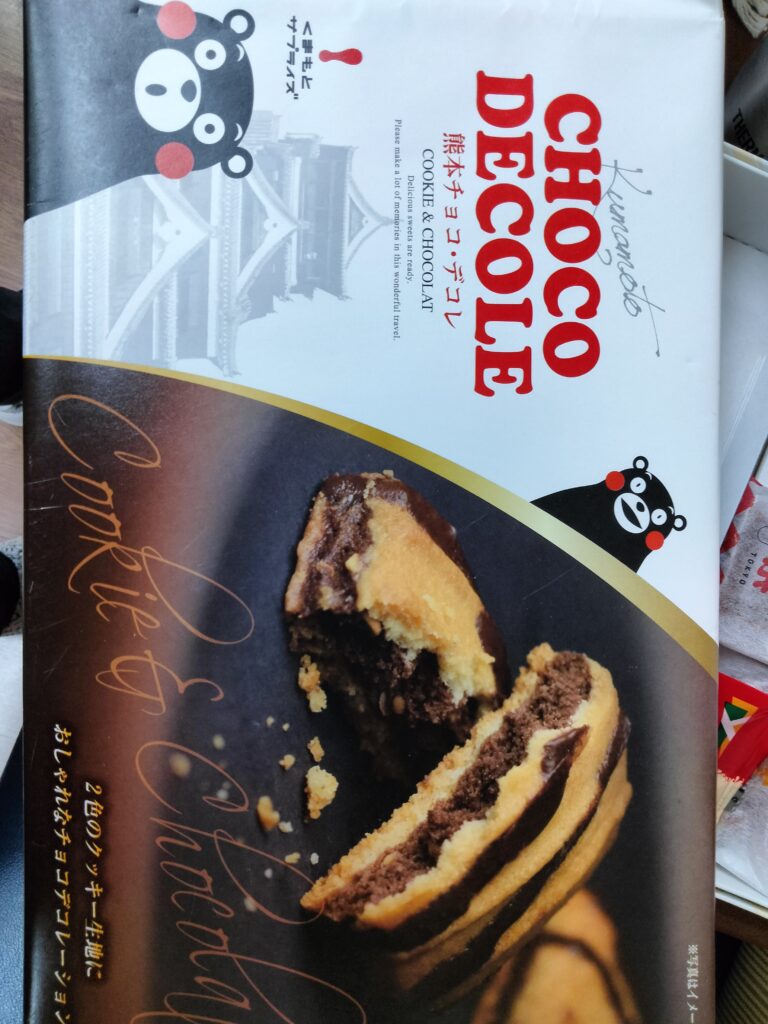 くまもと
サプライズ
Kumamoto
CHOCO
DECOLE
熊本チョコ・デコレ
COOKIE & CHOCOLAT
Delicious sweets are ready.
Please make a lot of memories in this wonderful travel.
Cookie & Chocola
2色のクッキー生地に
おしゃれなチョコデコレーション
※写真はイメー
THER
TOKYO